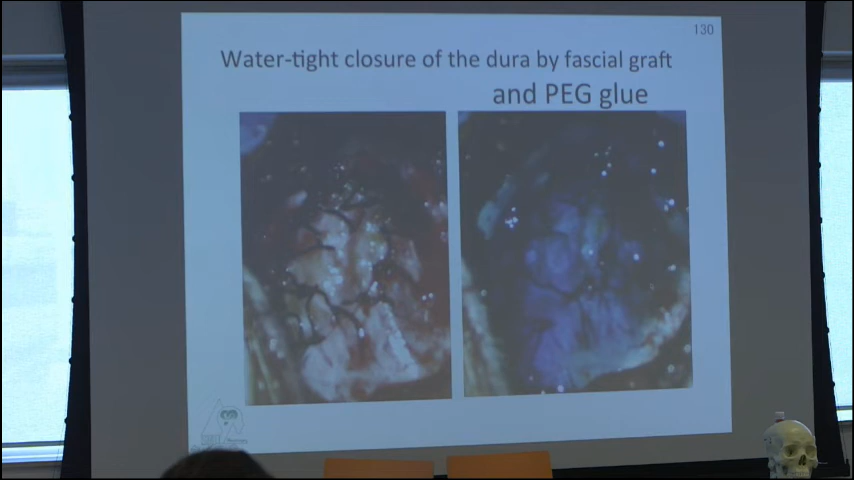 130
Water-tight closure of the dura by fascial graft
and PEG glue